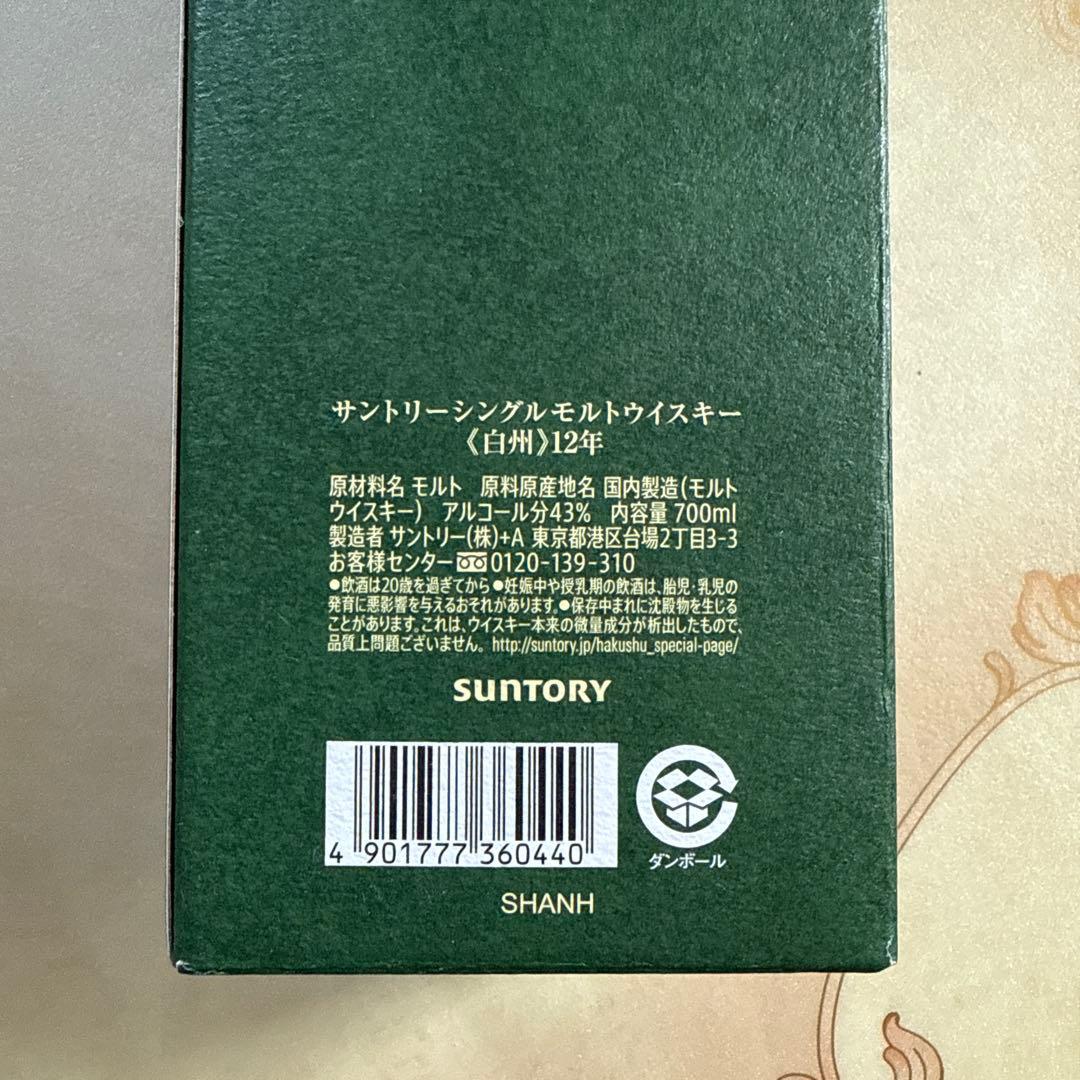 サントリーシングルモルトウイスキー
《白州》12年
原材料名 モルト 原料原産地名 国内製造(モルト
ウイスキー) アルコール分43% 内容量 700ml
製造者 サントリー(株)+A 東京都港区台場2丁目3-3
お客様センター 0120-139-310
●飲酒は20歳を過ぎてから●妊娠中や授乳期の飲酒は、胎児・乳児の
発育に悪影響を与えるおそれがあります。●保存中まれに沈殿物を生じる
ことがあります。これは、ウイスキー本来の微量成分が析出したもので、
品質上問題ございません。http://suntory.jp/hakushu_special-page/
SUNTORY
4 901777 360440
ダンボール
SHANH